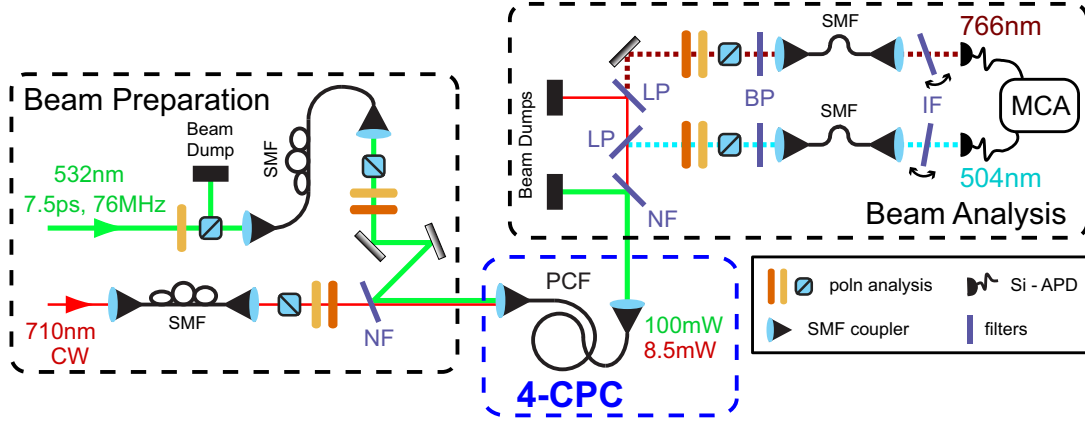 Beam Preparation
Beam
Dump
SMF
532nm
7.5ps, 76MHz
710nm
CW
SMF
NF
PCF
100mW
8.5mW
4-CPC
Beam Dumps
LP
LP
NF
BP
SMF
SMF
IF
766nm
MCA
504nm
Beam Analysis
poln analysis
Si - APD
SMF coupler
filters